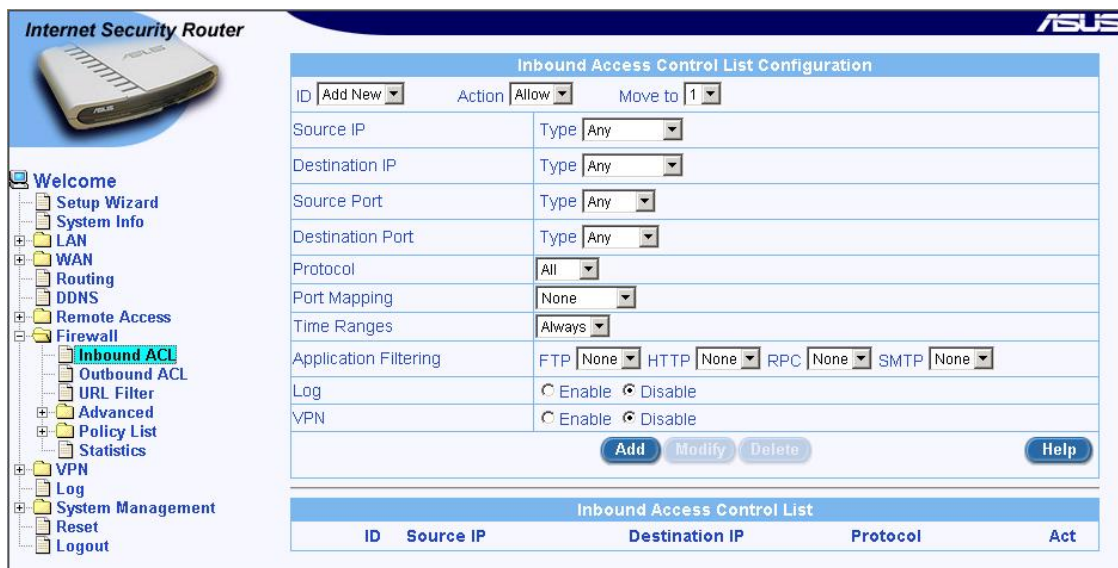 Internet Security Router
ASUS
Welcome
Setup Wizard
System Info
LAN
WAN
Routing
DDNS
Remote Access
Firewall
Inbound ACL
Outbound ACL
URL Filter
Advanced
Policy List
Statistics
VPN
Log
System Management
Reset
Logout
Inbound Access Control List Configuration
ID Add New Action Allow Move to 1
Source IP Type Any
Destination IP Type Any
Source Port Type Any
Destination Port Type Any
Protocol All
Port Mapping None
Time Ranges Always
Application Filtering FTP None HTTP None RPC None SMTP None
Log Enable Disable
VPN Enable Disable
Add Modify Delete Help
Inbound Access Control List
ID Source IP Destination IP Protocol Act